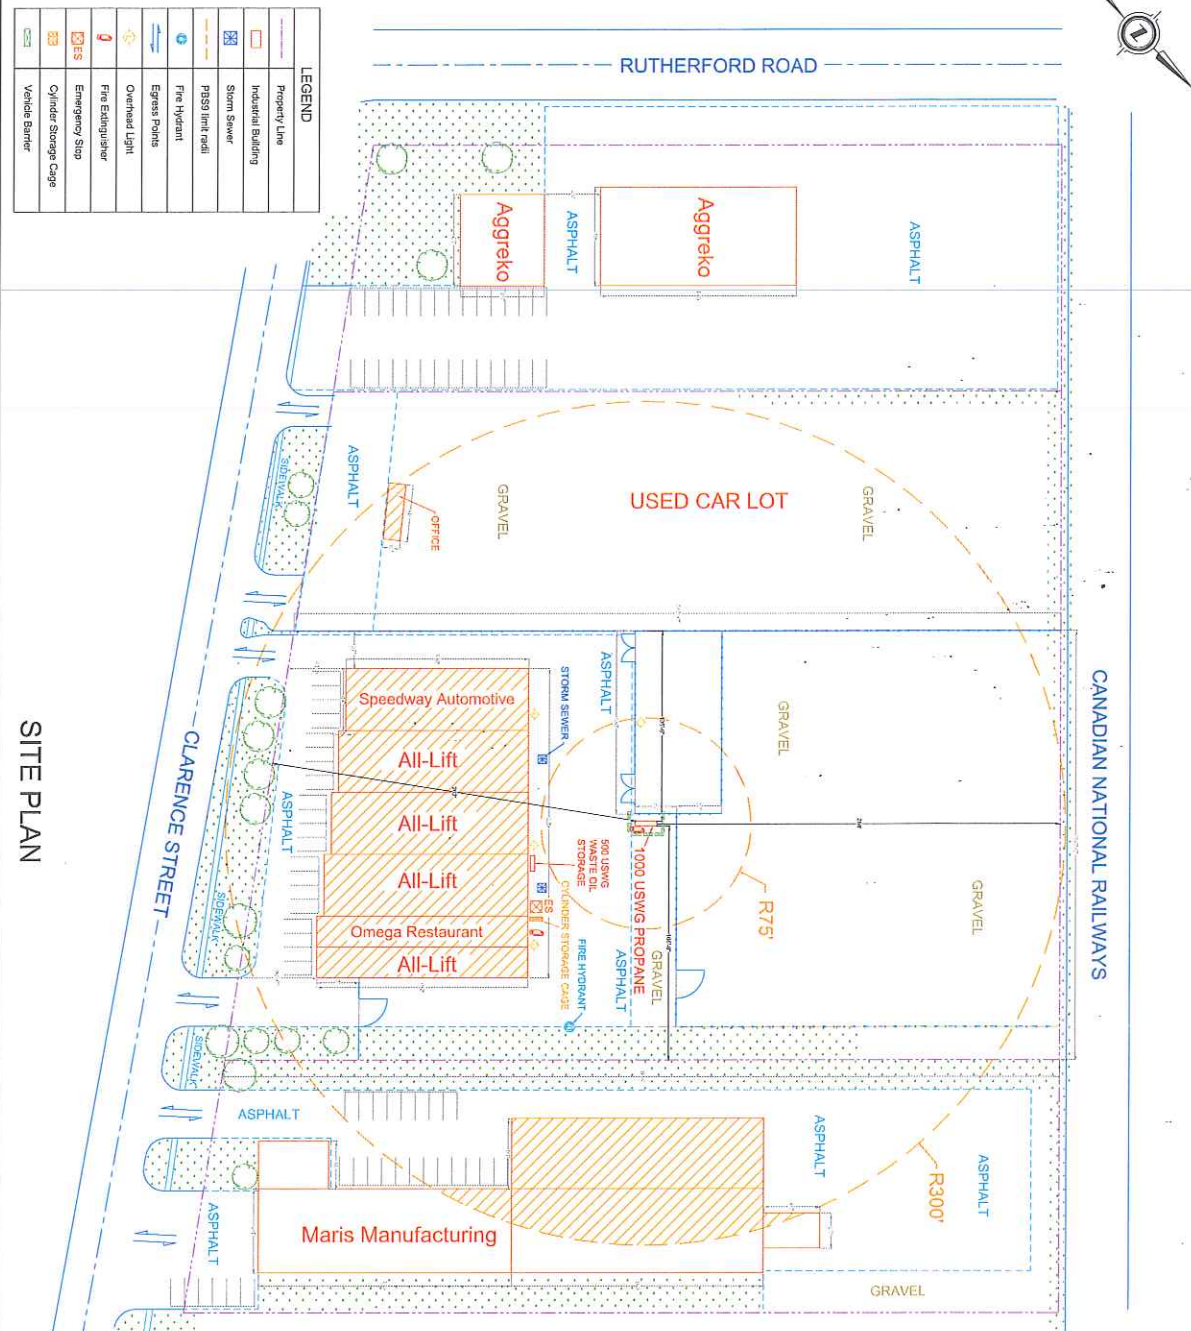 RUTHERFORD ROAD
LEGEND
Property Line
Industrial Building
Storm Sewer
PBS9 limit radii
Fire Hydrant
Egress Points
Overhead Light
Fire Extinguisher
ES
Emergency Stop
Cylinder Storage Cage
Vehicle Barrier
Aggreko
ASPHALT
Aggreko
ASPHALT
ASPHALT
SIDEWALK
OFFICE
GRAVEL
USED CAR LOT
GRAVEL
CANADIAN NATIONAL RAILWAYS
Speedway Automotive
All-Lift
All-Lift
All-Lift
Omega Restaurant
All-Lift
STORM SEWER
ASPHALT
GRAVEL
GRAVEL
500 USWG
WASTE OIL
STORAGE
ES
CYLINDER STORAGE CAGE
1000 USWG PROPANE
FIRE HYDRANT
ASPHALT
GRAVEL
R75'
ASPHALT
SIDEWALK
CLARENCE STREET
SIDEWALK
ASPHALT
ASPHALT
ASPHALT
R300'
ASPHALT
Maris Manufacturing
GRAVEL
SITE PLAN